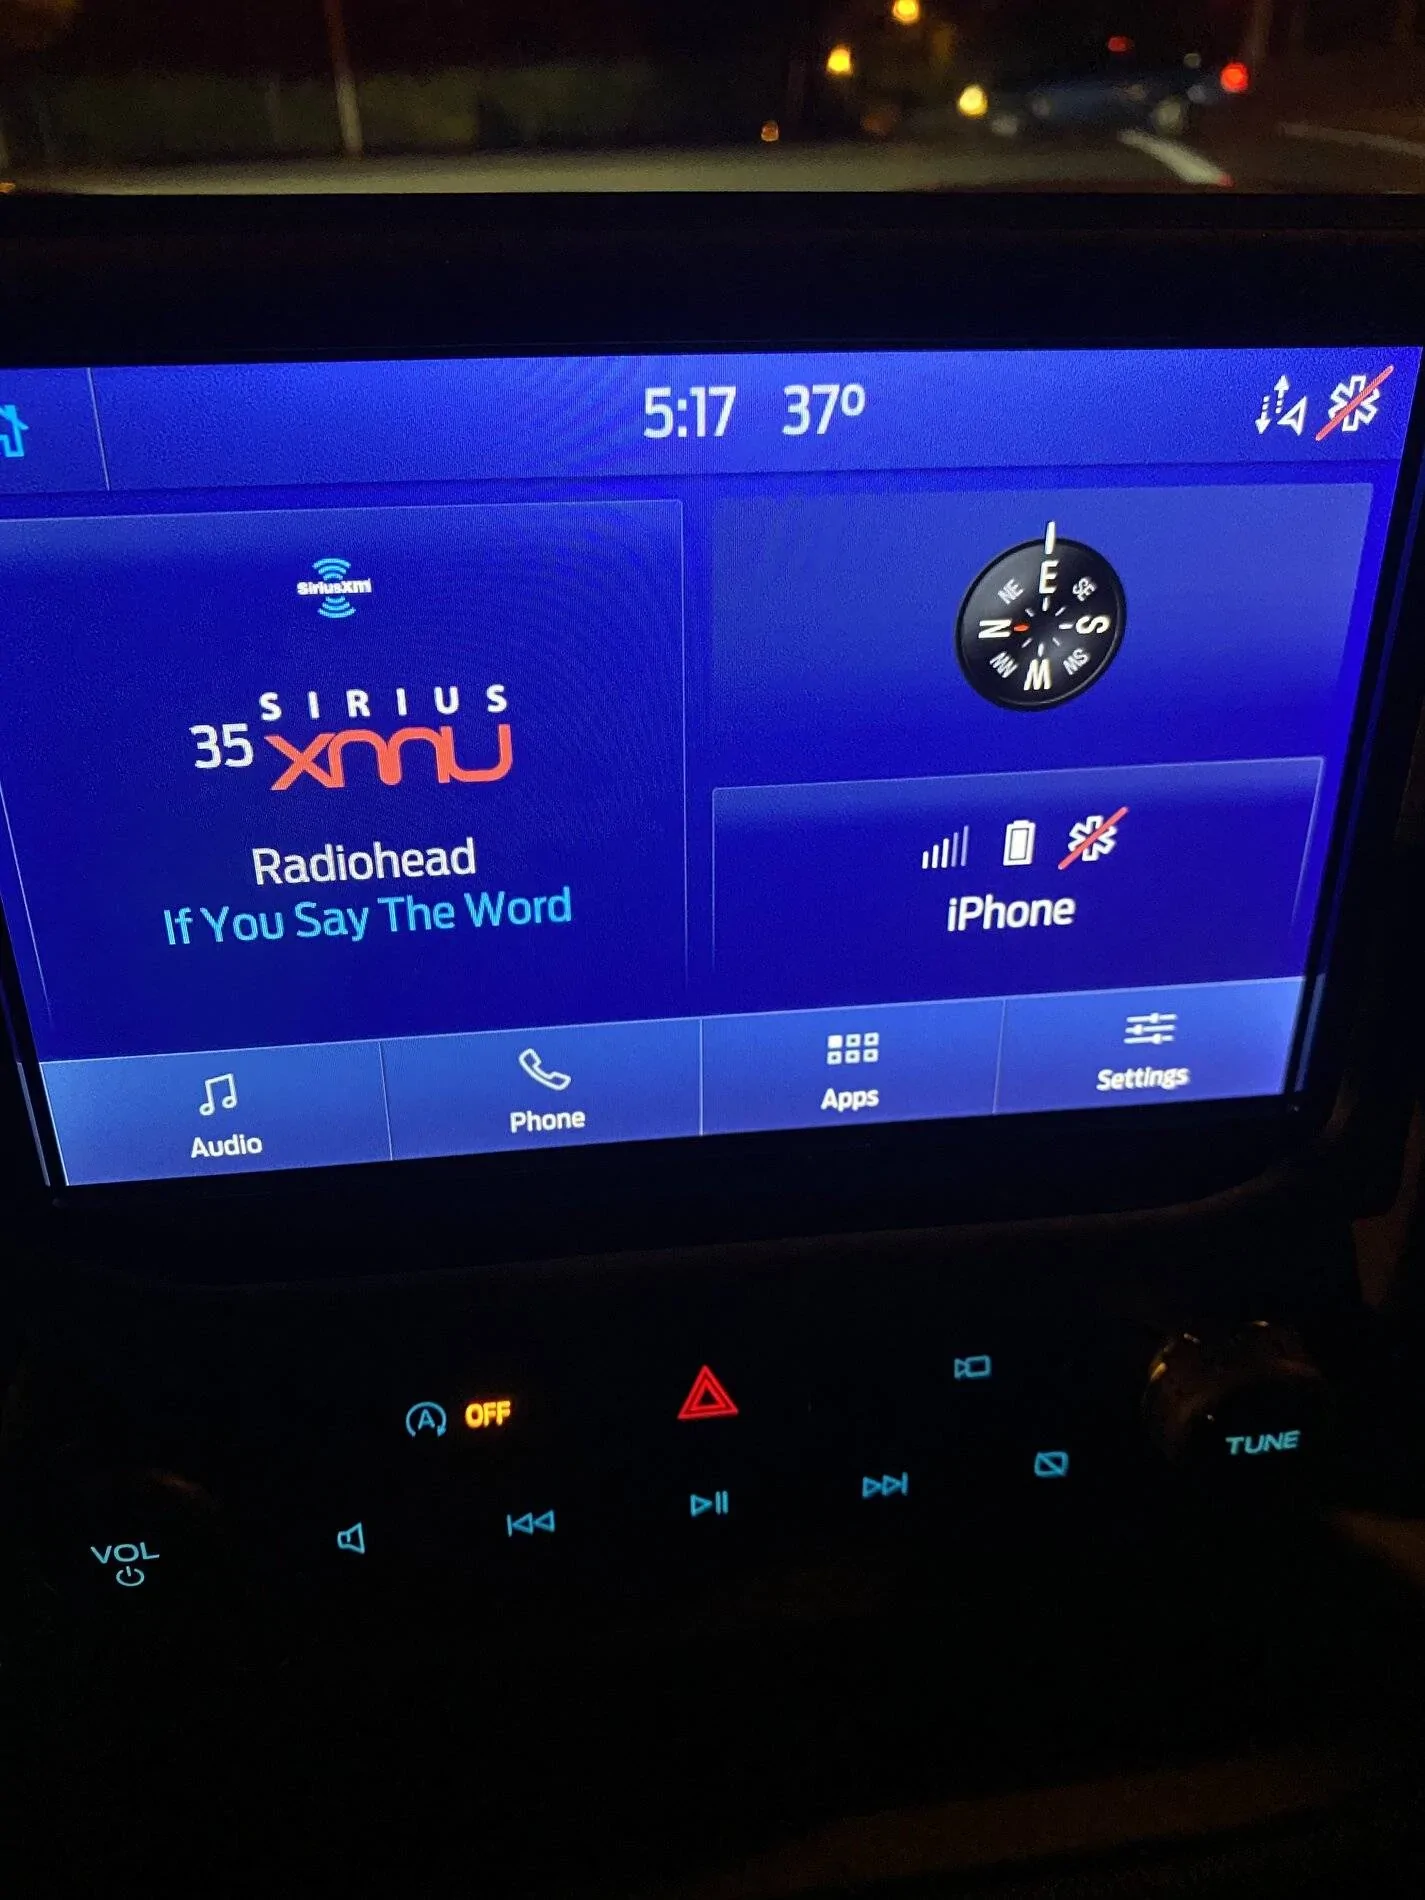 5:17 37º
SiriusXM
SIRIUS
35 XMU
Radiohead
If You Say The Word
E
NE
SE
N
S
NW
SW
W
iPhone
Audio
Phone
Apps
Settings
A OFF
TUNE
VOL